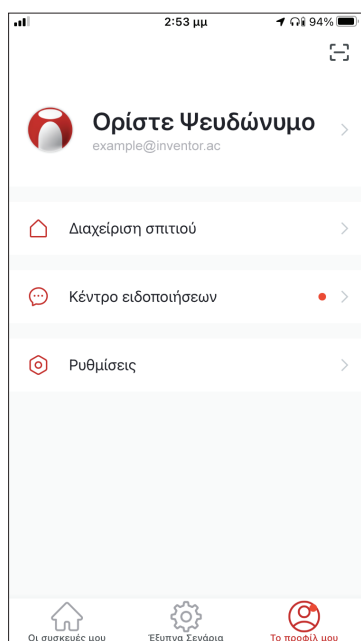 2:53 μμ
94%
Ορίστε Ψευδώνυμο
example@inventor.ac
Διαχείριση σπιτιού
Κέντρο ειδοποιήσεων
Ρυθμίσεις
Οι συσκευές μου Έξυπνα Σενάρια Το προφίλ μου